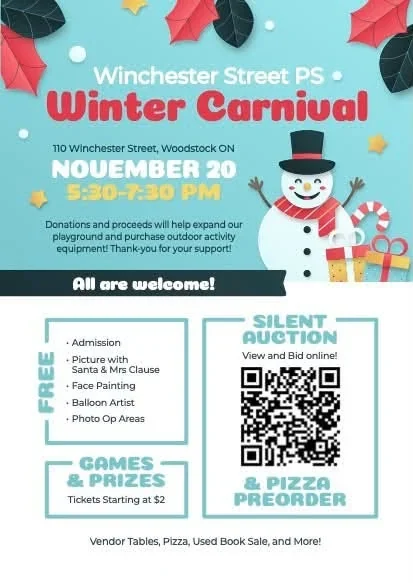 Winchester Street PS
Winter Carnival
110 Winchester Street, Woodstock ON
NOVEMBER 20
5:30-7:30 PM
Donations and proceeds will help expand our
playground and purchase outdoor activity
equipment! Thank-you for your support!
All are welcome!
FREE
• Admission
• Picture with
Santa & Mrs Clause
• Face Painting
• Balloon Artist
• Photo Op Areas
GAMES
& PRIZES
Tickets Starting at $2
SILENT
AUCTION
View and Bid online!
& PIZZA
PREORDER
Vendor Tables, Pizza, Used Book Sale, and More!